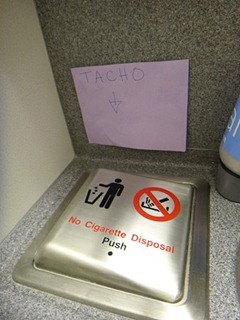 TACHO
No Cigarette Disposal
Push